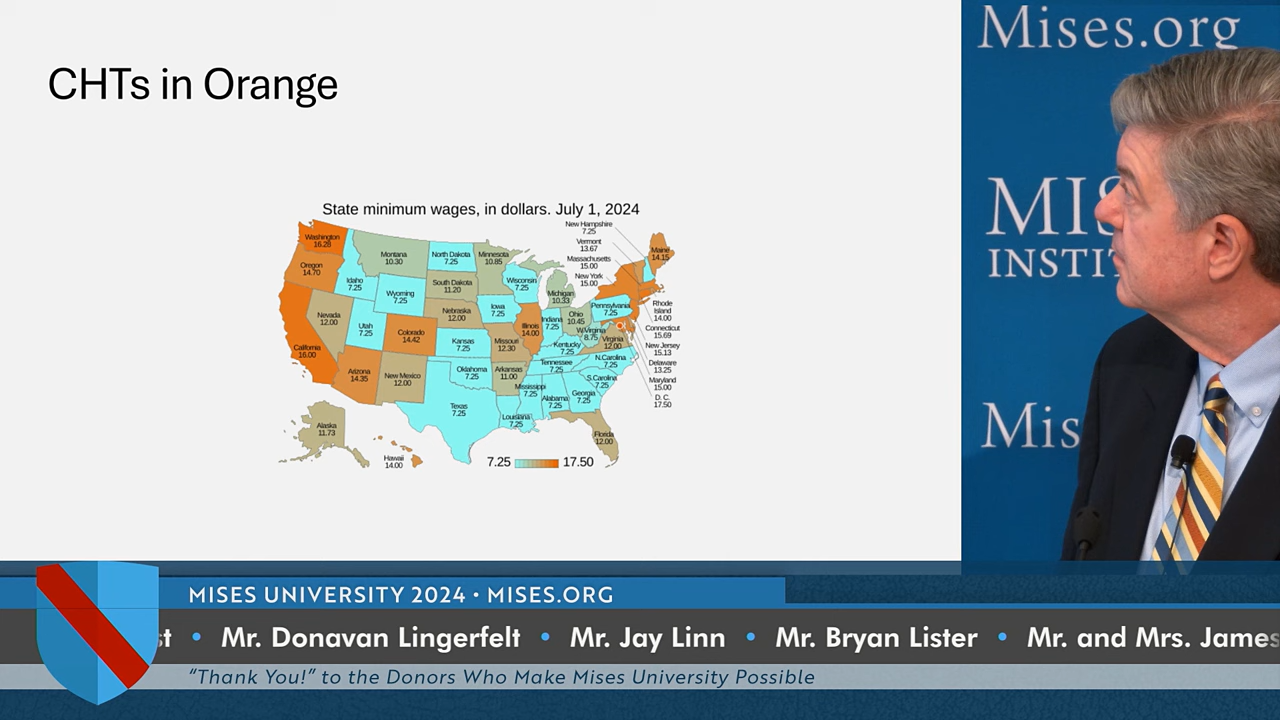 CHTs in Orange
State minimum wages, in dollars. July 1, 2024
Washington
16.28
Oregon
14.70
California
16.00
Nevada
12.00
Idaho
7.25
Montana
10.30
Wyoming
7.25
Utah
7.25
Colorado
14.42
Arizona
14.35
New Mexico
12.00
North Dakota
7.25
South Dakota
11.20
Nebraska
12.00
Kansas
7.25
Oklahoma
7.25
Texas
7.25
Minnesota
10.85
Iowa
7.25
Missouri
12.30
Arkansas
11.00
Louisiana
7.25
Wisconsin
7.25
Illinois
14.00
Michigan
10.33
Indiana
7.25
Ohio
10.45
Kentucky
7.25
Tennessee
7.25
Mississippi
7.25
Alabama
7.25
Georgia
7.25
Florida
12.00
S.Carolina
7.25
N.Carolina
7.25
Virginia
12.00
W.Virginia
8.75
Pennsylvania
7.25
Maine
14.15
New Hampshire
7.25
Vermont
13.67
Massachusetts
15.00
New York
15.00
Rhode
Island
14.00
Connecticut
15.69
New Jersey
15.13
Delaware
13.25
Maryland
15.00
D. C.
17.50
Alaska
11.73
Hawaii
14.00
7.25 17.50
Mises.org
MIS
INSTIT
Mis
MISES UNIVERSITY 2024 • MISES.ORG
st • Mr. Donavan Lingerfelt • Mr. Jay Linn • Mr. Bryan Lister • Mr. and Mrs. James
“Thank You!” to the Donors Who Make Mises University Possible